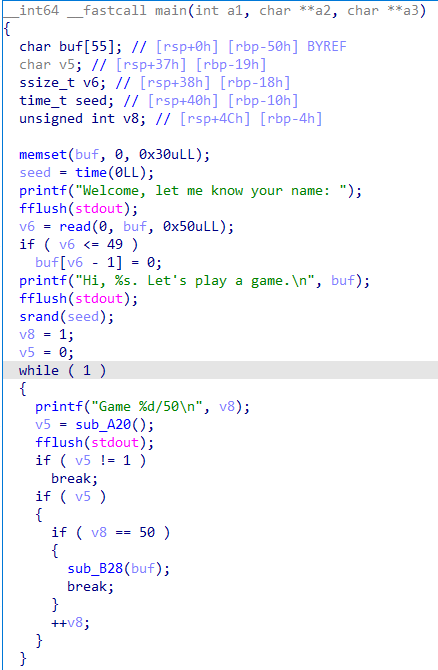 __int64 __fastcall main(int a1, char **a2, char **a3)
{
  char buf[55]; // [rsp+0h] [rbp-50h] BYREF
  char v5; // [rsp+37h] [rbp-19h]
  ssize_t v6; // [rsp+38h] [rbp-18h]
  time_t seed; // [rsp+40h] [rbp-10h]
  unsigned int v8; // [rsp+4Ch] [rbp-4h]

  memset(buf, 0, 0x30uLL);
  seed = time(0LL);
  printf("Welcome, let me know your name: ");
  fflush(stdout);
  v6 = read(0, buf, 0x50uLL);
  if ( v6 <= 49 )
    buf[v6 - 1] = 0;
  printf("Hi, %s. Let's play a game.\n", buf);
  fflush(stdout);
  srand(seed);
  v8 = 1;
  v5 = 0;
  while ( 1 )
  {
    printf("Game %d/50\n", v8);
    v5 = sub_A20();
    fflush(stdout);
    if ( v5 != 1 )
      break;
    if ( v5 )
    {
      if ( v8 == 50 )
      {
        sub_B28(buf);
        break;
      }
      ++v8;
    }
  }